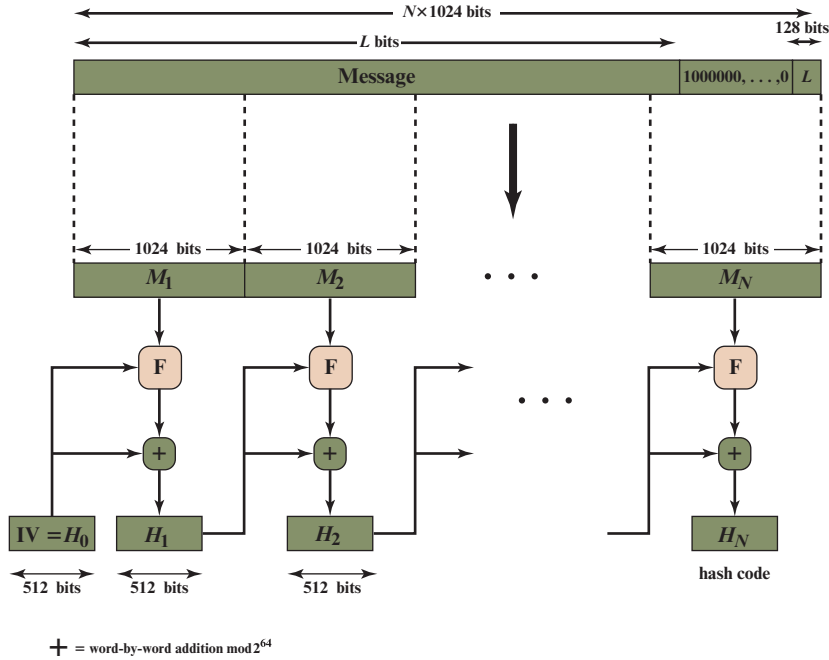 N×1024 bits
128 bits
L bits
Message 1000000, . . . ,0 L
1024 bits 1024 bits 1024 bits
M1 M2 • • • MN
F F F
• • •
+ + +
IV = H0 H1 H2 HN
512 bits 512 bits 512 bits hash code
+ = word-by-word addition mod 2^64